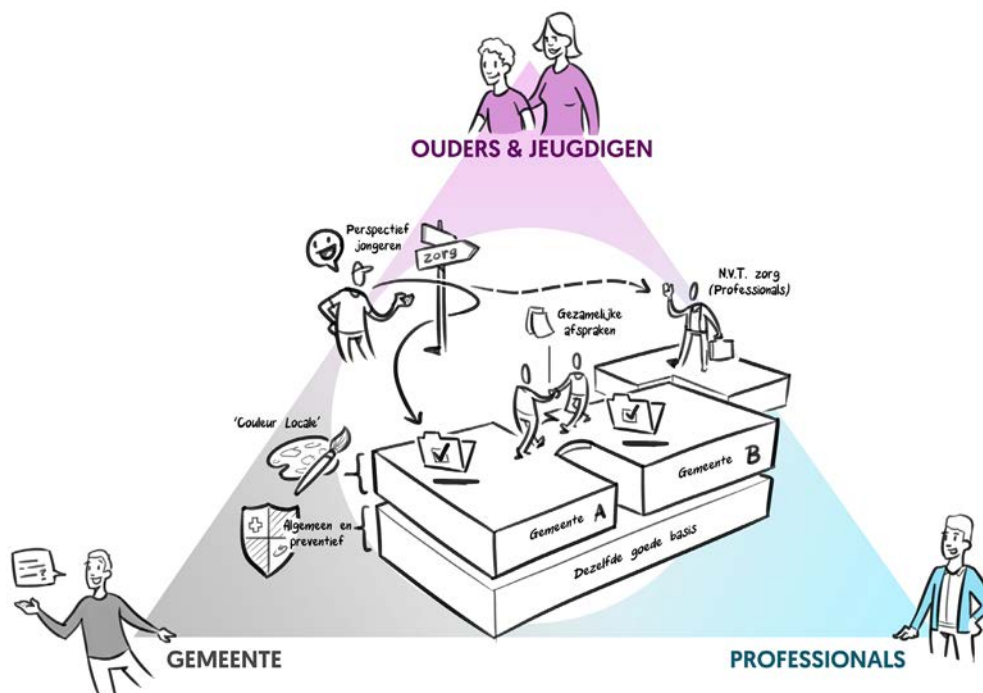 OUDERS & JEUGDIGEN
Perspectief
jongeren
zorg
N.V.T. zorg
(Professionals)
Gezamelijke
afspraken
'Couleur Locale'
Gemeente B
Algemeen en
preventief
Gemeente A
Dezelfde goede basis
GEMEENTE
PROFESSIONALS